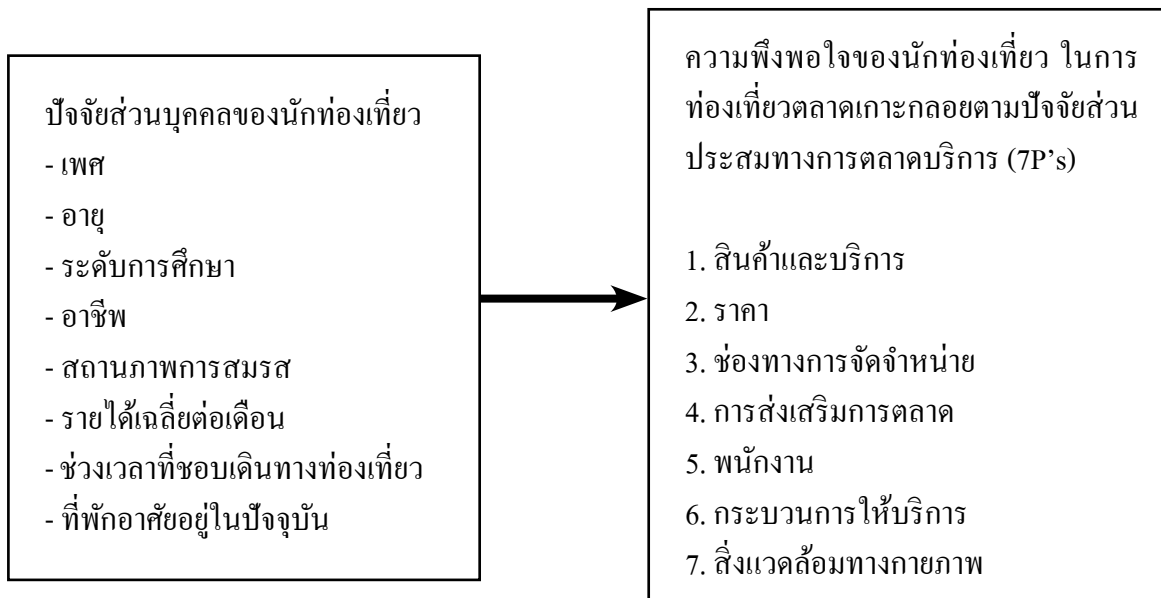 ปัจจัยส่วนบุคคลของนักท่องเที่ยว
- เพศ
- อายุ
- ระดับการศึกษา
- อาชีพ
- สถานภาพการสมรส
- รายได้เฉลี่ยต่อเดือน
- ช่วงเวลาที่ชอบเดินทางท่องเที่ยว
- ที่พักอาศัยอยู่ในปัจจุบัน
ความพึงพอใจของนักท่องเที่ยว ในการ
ท่องเที่ยวตลาดเกาะกลอยตามปัจจัยส่วน
ประสมทางการตลาดบริการ (7P’s)
1. สินค้าและบริการ
2. ราคา
3. ช่องทางการจัดจำหน่าย
4. การส่งเสริมการตลาด
5. พนักงาน
6. กระบวนการให้บริการ
7. สิ่งแวดล้อมทางกายภาพ